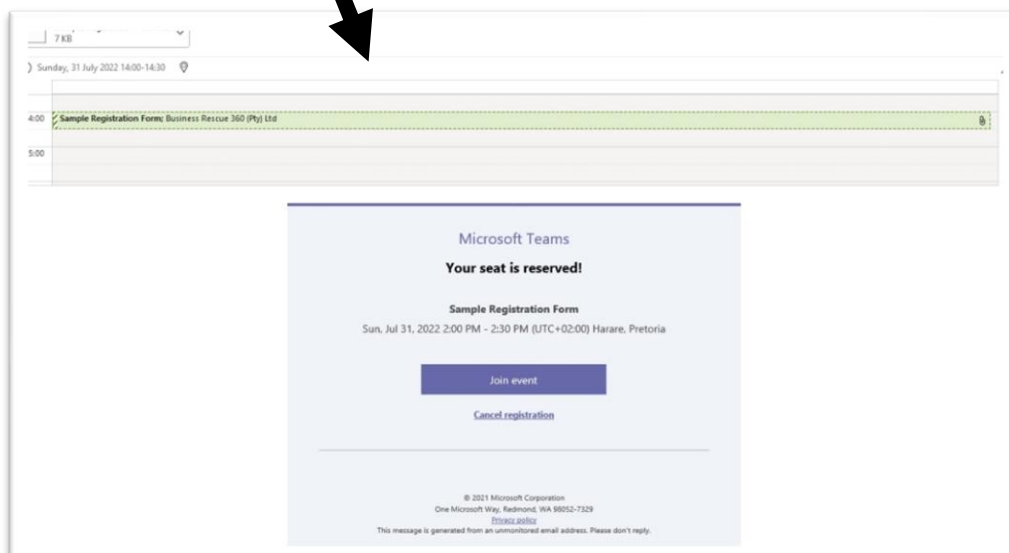 7 KB
Sunday, 31 July 2022 14:00-14:30
4:00 Sample Registration Form; Business Rescue 360 (Pty) Ltd
5:00
Microsoft Teams
Your seat is reserved!
Sample Registration Form
Sun, Jul 31, 2022 2:00 PM - 2:30 PM (UTC+02:00) Harare, Pretoria
Join event
Cancel registration
© 2021 Microsoft Corporation
One Microsoft Way, Redmond, WA 98052-7329
Privacy policy
This message is generated from an unmonitored email address. Please don't reply.